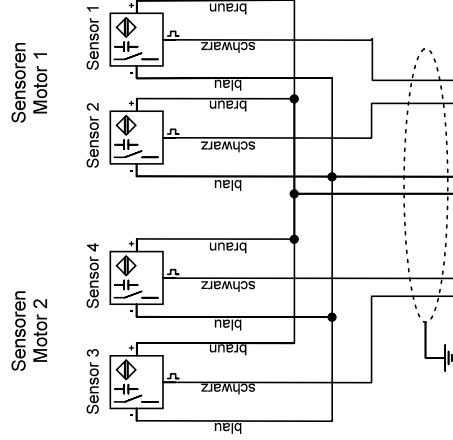 Sensoren
Motor 1
Sensor 1
+
-
braun
schwarz
blau
Sensor 2
+
-
braun
schwarz
blau
Sensoren
Motor 2
Sensor 4
+
-
braun
schwarz
blau
Sensor 3
+
-
braun
schwarz
blau